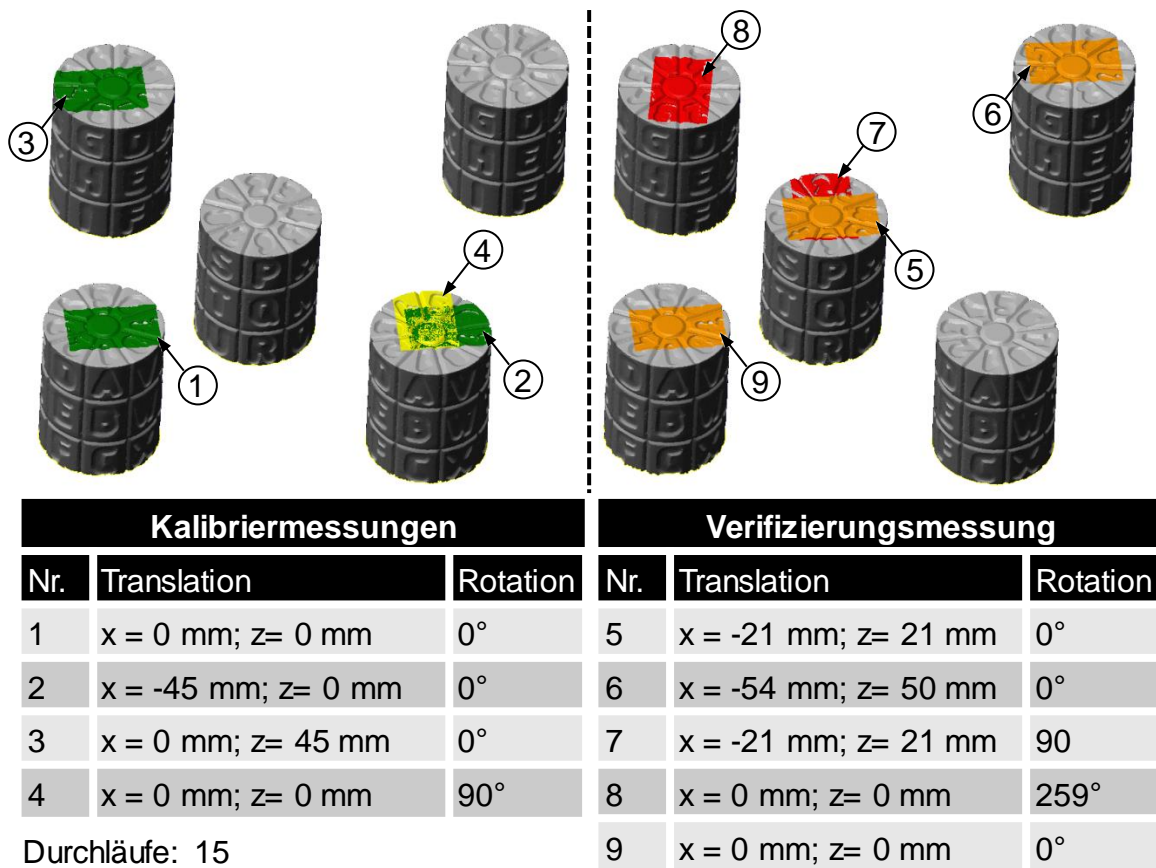 8
6
3
7
4
5
1
2
9
Kalibriermessungen
Nr. Translation Rotation
1 x = 0 mm; z= 0 mm 0°
2 x = -45 mm; z= 0 mm 0°
3 x = 0 mm; z= 45 mm 0°
4 x = 0 mm; z= 0 mm 90°
Durchläufe: 15
Verifizierungsmessung
Nr. Translation Rotation
5 x = -21 mm; z= 21 mm 0°
6 x = -54 mm; z= 50 mm 0°
7 x = -21 mm; z= 21 mm 90
8 x = 0 mm; z= 0 mm 259°
9 x = 0 mm; z= 0 mm 0°